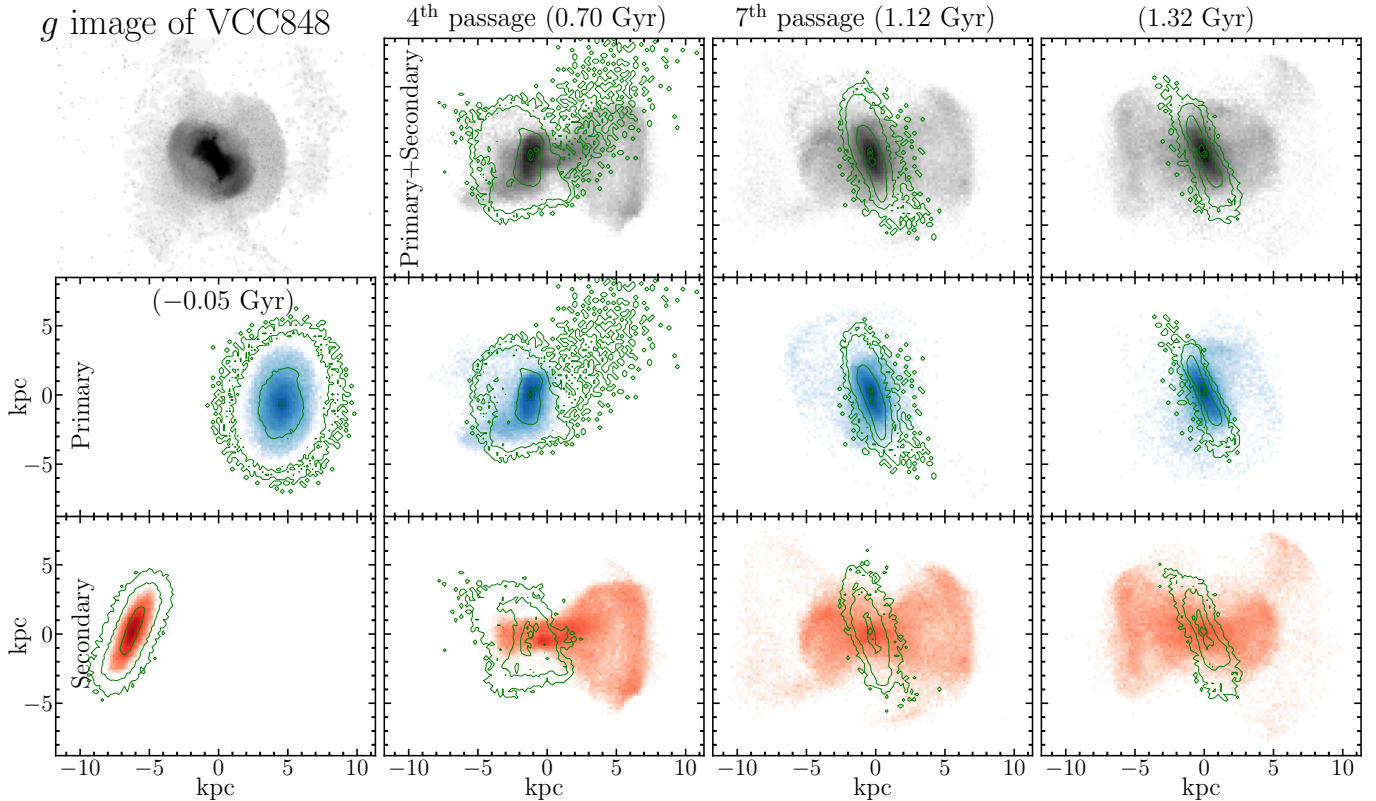 g image of VCC848
4th passage (0.70 Gyr)
7th passage (1.12 Gyr)
(1.32 Gyr)
Primary+Secondary
(−0.05 Gyr)
Primary
kpc
5
0
−5
Secondary
kpc
5
0
−5
−10 −5 0 5 10
−10 −5 0 5 10
−10 −5 0 5 10
−10 −5 0 5 10
kpc
kpc
kpc
kpc